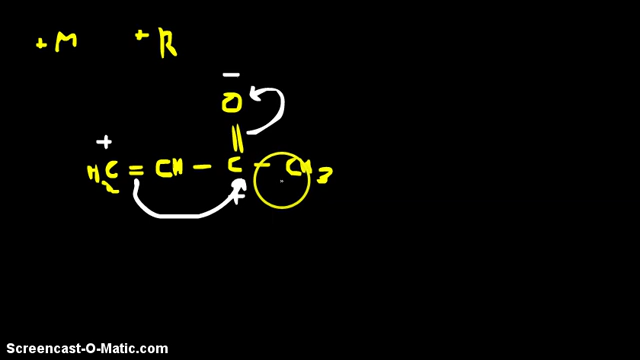 +M +R
−
O
+ ||
H2C = CH − C − CH3
+
Screencast-O-Matic.com